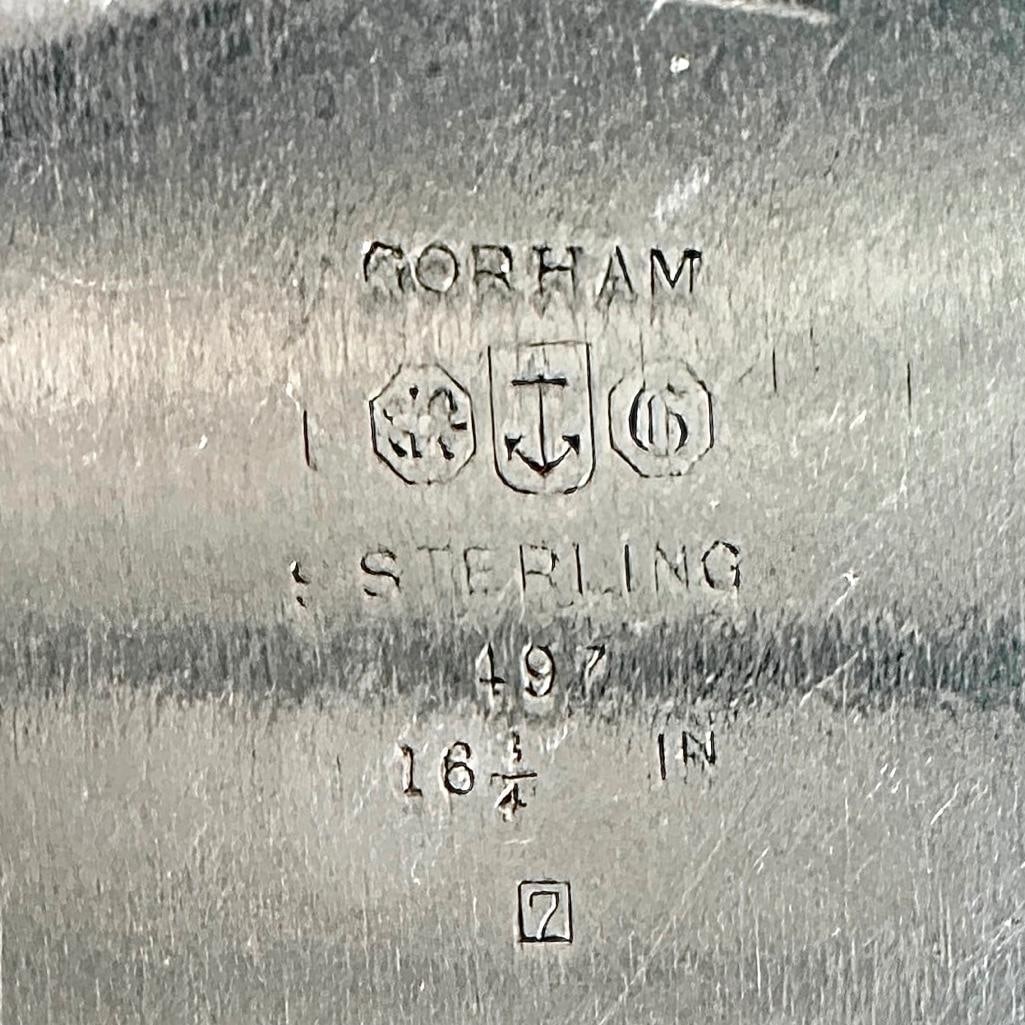 GORHAM
G
STERLING
497
16 1/4 IN
7